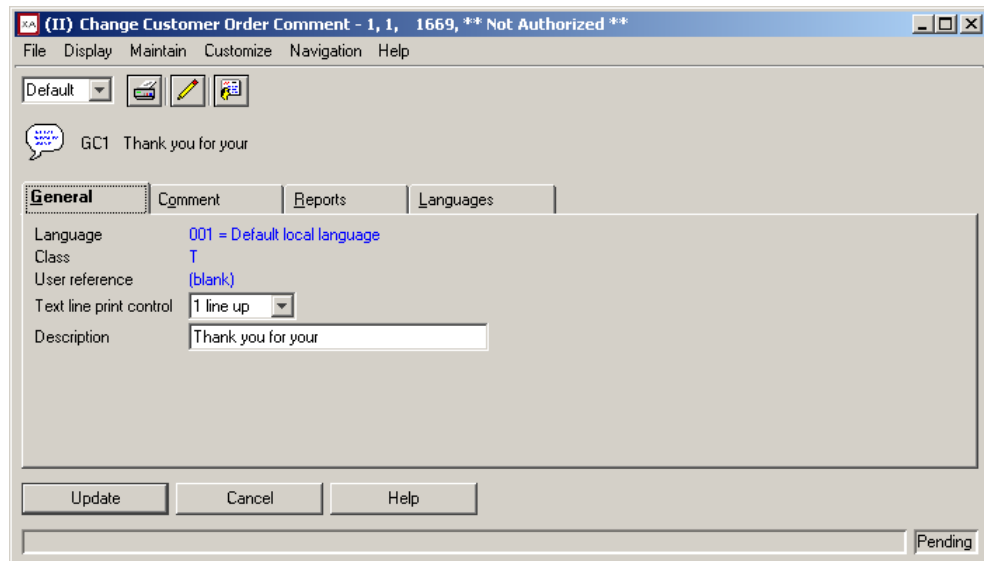 XA (II) Change Customer Order Comment - 1, 1, 1669, ** Not Authorized **
File Display Maintain Customize Navigation Help
Default
GC1 Thank you for your
General Comment Reports Languages
Language 001 = Default local language
Class T
User reference (blank)
Text line print control 1 line up
Description Thank you for your
Update Cancel Help
Pending